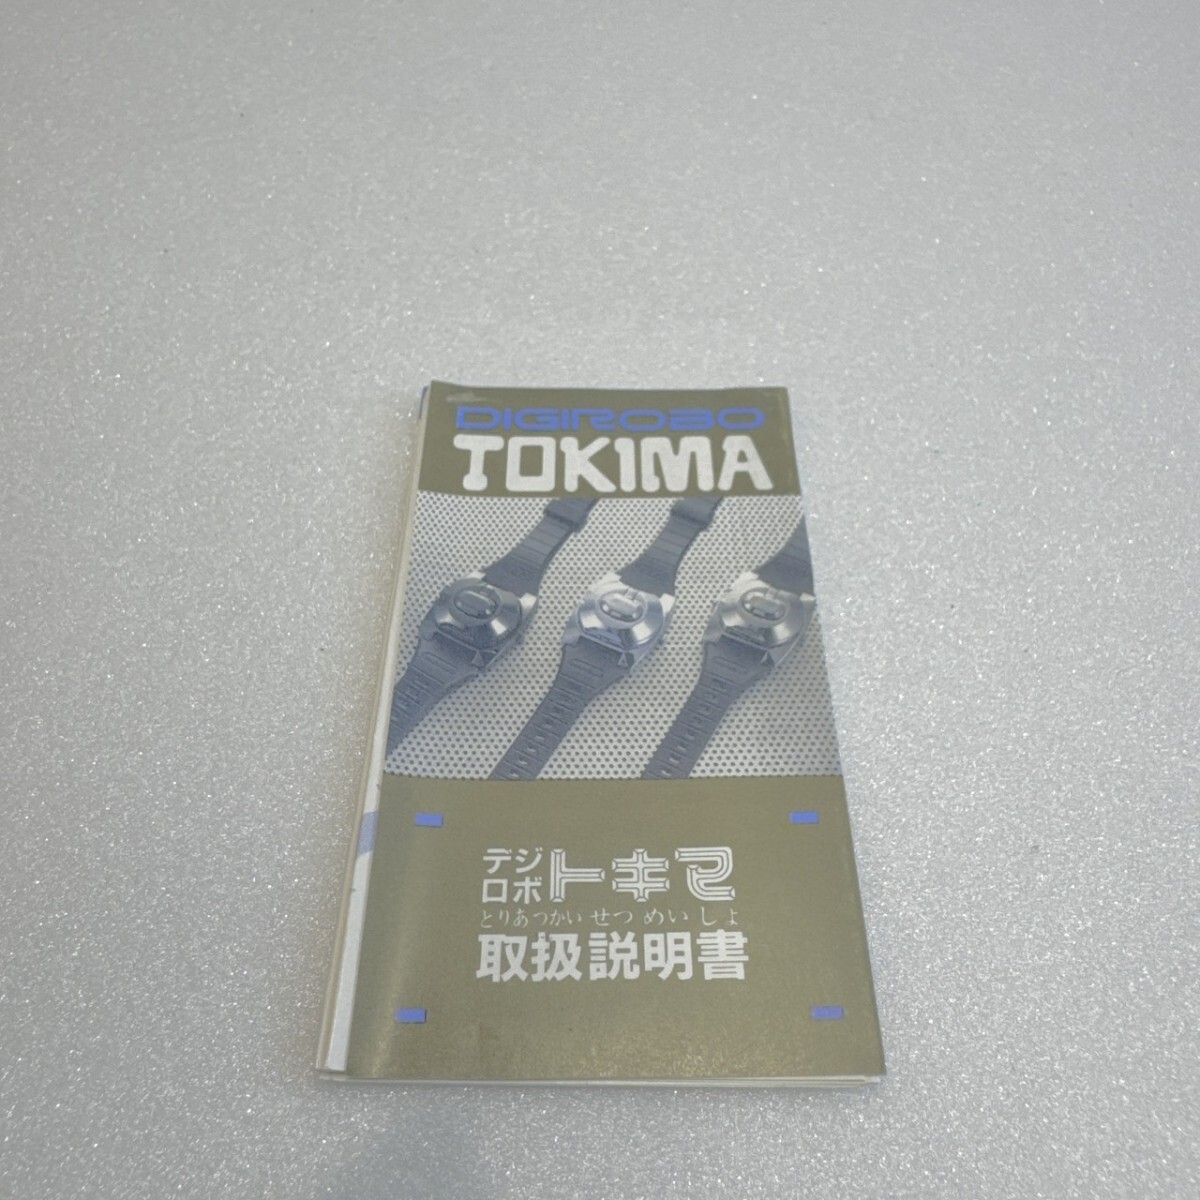 DIGIROBO
TOKIMA
デジ
ロボ トキマ
とりあつかい せつ めい しょ
取扱説明書